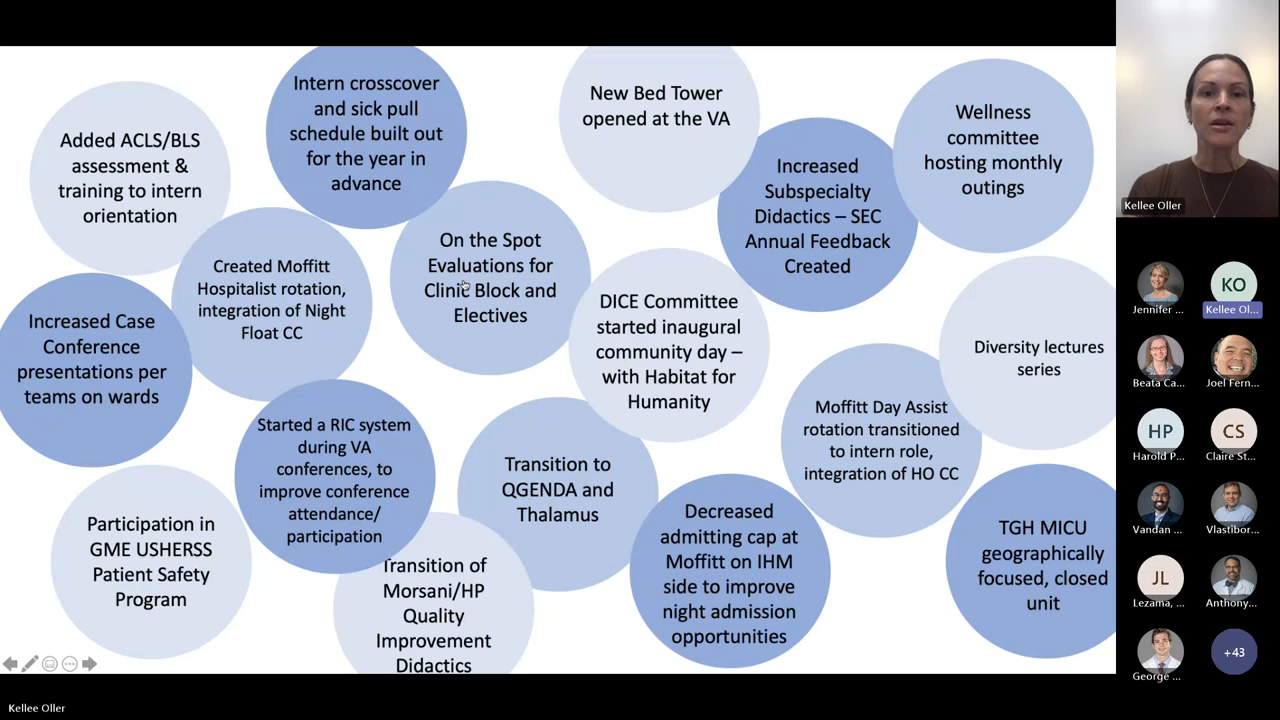 Added ACLS/BLS
assessment &
training to intern
orientation
Intern crosscover
and sick pull
schedule built out
for the year in
advance
New Bed Tower
opened at the VA
Increased
Subspecialty
Didactics – SEC
Annual Feedback
Created
Wellness
committee
hosting monthly
outings
Increased Case
Conference
presentations per
teams on wards
Created Moffitt
Hospitalist rotation,
integration of Night
Float CC
On the Spot
Evaluations for
Clinic Block and
Electives
DICE Committee
started inaugural
community day –
with Habitat for
Humanity
Diversity lectures
series
Started a RIC system
during VA
conferences, to
improve conference
attendance/
participation
Transition to
QGENDA and
Thalamus
Moffitt Day Assist
rotation transitioned
to intern role,
integration of HO CC
Participation in
GME USHERSS
Patient Safety
Program
Transition of
Morsani/HP
Quality
Improvement
Didactics
Decreased
admitting cap at
Moffitt on IHM
side to improve
night admission
opportunities
TGH MICU
geographically
focused, closed
unit
Kellee Oller
Jennifer ...
KO
Kellee Ol...
Beata Ca...
Joel Fern...
HP
Harold P...
CS
Claire St...
Vandan ...
Vlastibor...
JL
Lezama, ...
Anthony...
George ...
+43
Kellee Oller